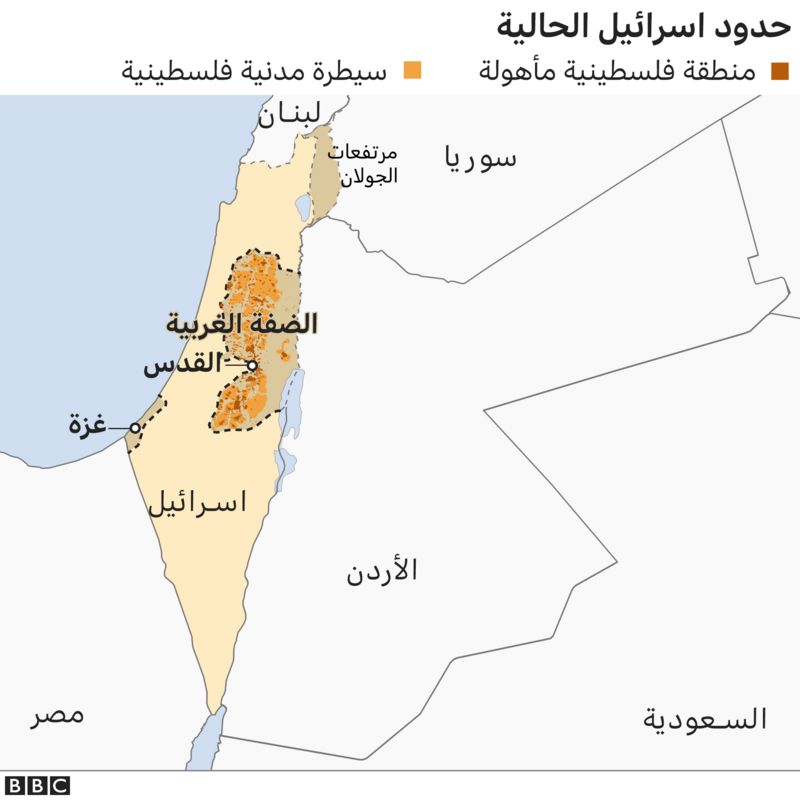 حدود اسرائيل الحالية
منطقة فلسطينية مأهولة
سيطرة مدنية فلسطينية
لبنان
سوريا
مرتفعات
الجولان
الضفة الغربية
القدس
غزة
اسرائيل
الأردن
مصر
السعودية
BBC